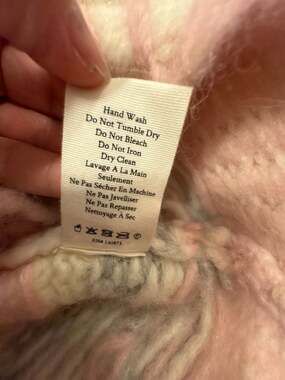 Hand Wash
Do Not Tumble Dry
Do Not Bleach
Do Not Iron
Dry Clean
Lavage A La Main
Seulement
Ne Pas Sécher En Machine
Ne Pas Javelliser
Ne Pas Repasser
Nettoyage À Sec